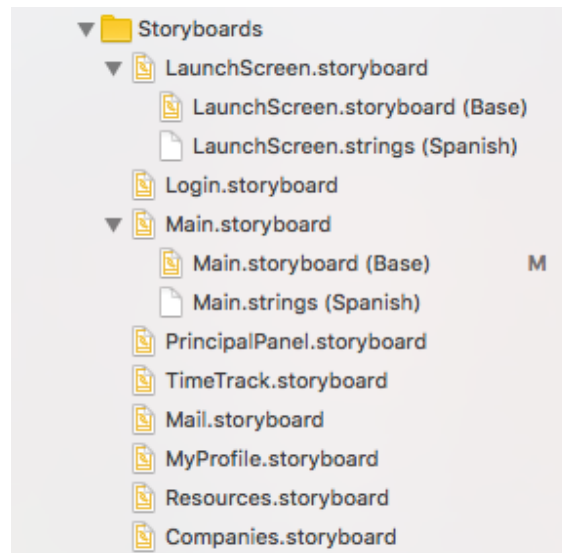 Storyboards
LaunchScreen.storyboard
LaunchScreen.storyboard (Base)
LaunchScreen.strings (Spanish)
Login.storyboard
Main.storyboard
Main.storyboard (Base) M
Main.strings (Spanish)
PrincipalPanel.storyboard
TimeTrack.storyboard
Mail.storyboard
MyProfile.storyboard
Resources.storyboard
Companies.storyboard